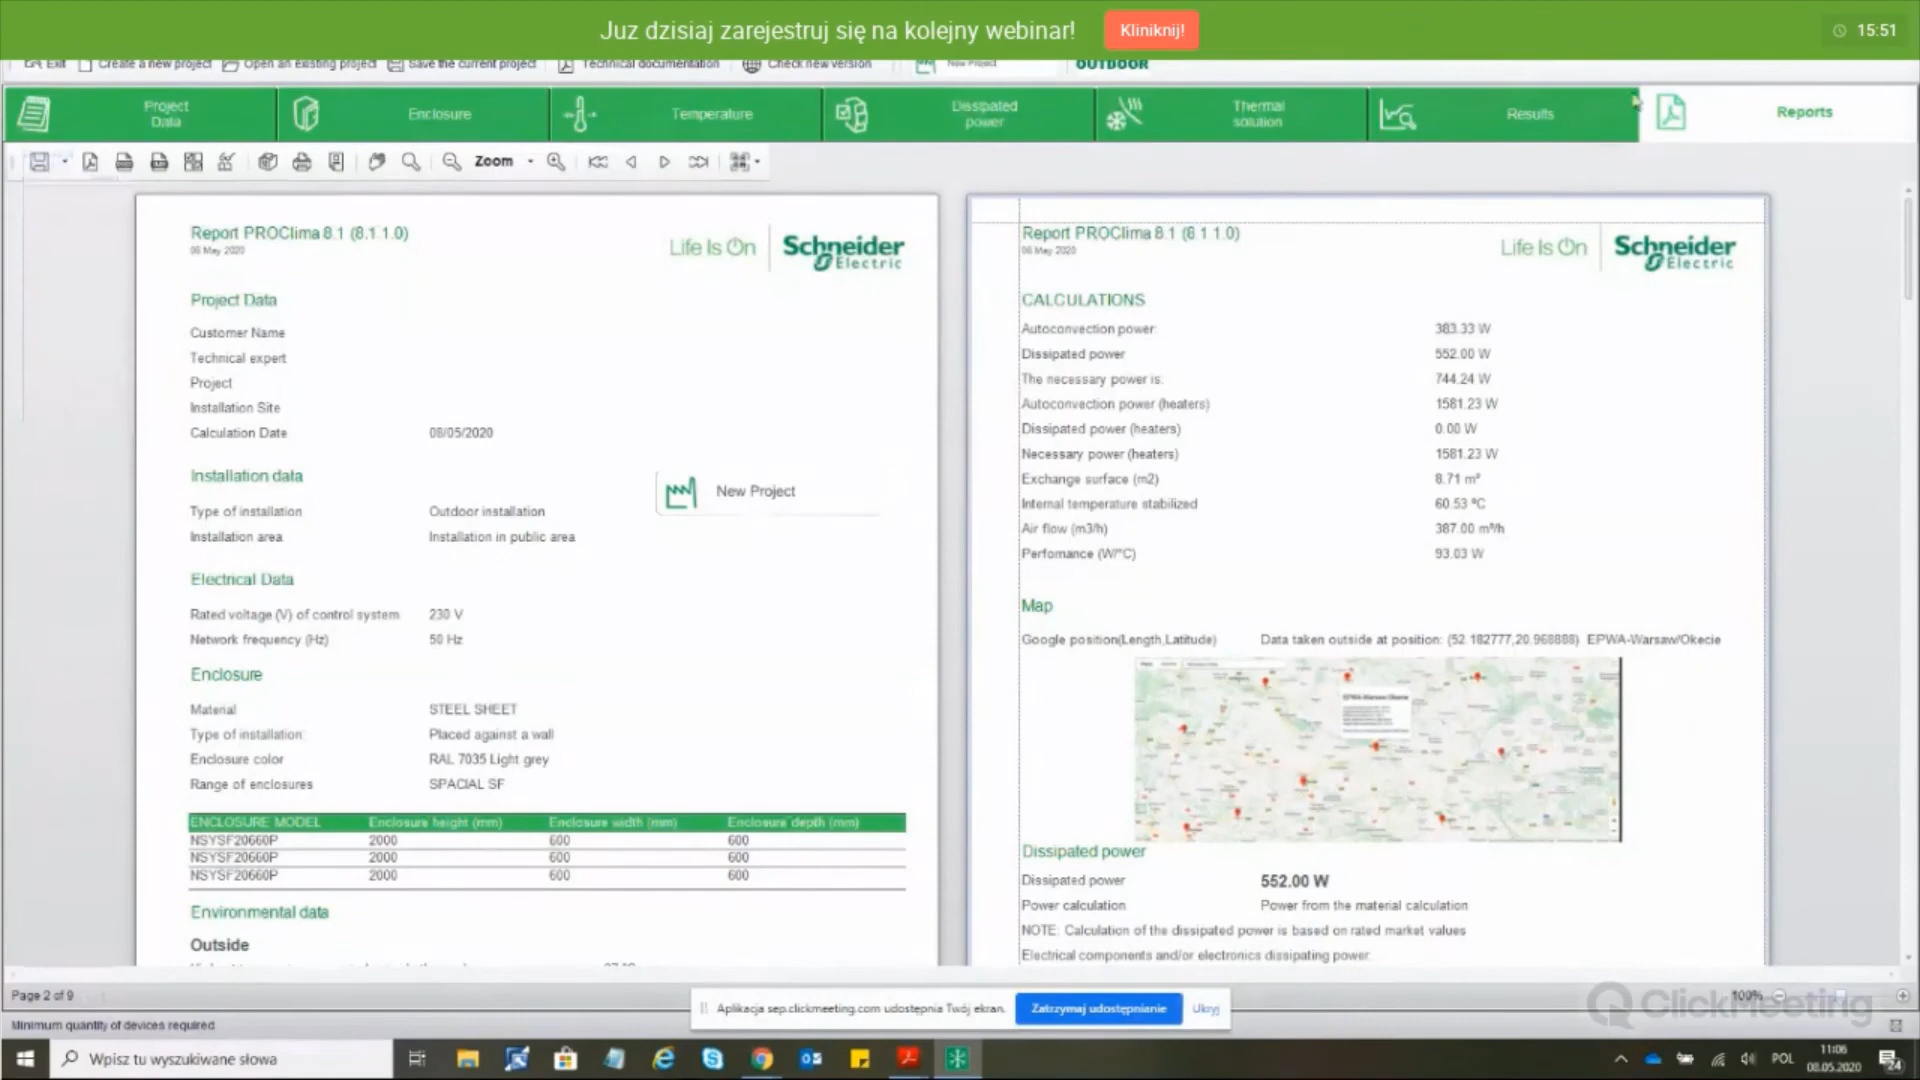 Juz dzisiaj zarejestruj się na kolejny webinar!
Kliknij!
15:51
Exit
Create a new project
Open an existing project
Save the current project
Technical documentation
Check new version
New Project
OUTDOOR
Project Data
Enclosure
Temperature
Dissipated power
Thermal solution
Results
Reports
Zoom
Report PROClima 8.1 (8.1.1.0)
08 May 2020
Life Is On
Schneider Electric
Project Data
Customer Name
Technical expert
Project
Installation Site
Calculation Date 08/05/2020
Installation data
New Project
Type of installation Outdoor installation
Installation area Installation in public area
Electrical Data
Rated voltage (V) of control system 230 V
Network frequency (Hz) 50 Hz
Enclosure
Material STEEL SHEET
Type of installation Placed against a wall
Enclosure color RAL 7035 Light grey
Range of enclosures SPACIAL SF
ENCLOSURE MODEL Enclosure height (mm) Enclosure width (mm) Enclosure depth (mm)
NSYSF20660P 2000 600 600
NSYSF20660P 2000 600 600
NSYSF20660P 2000 600 600
Environmental data
Outside
Report PROClima 8.1 (8.1.1.0)
08 May 2020
Life Is On
Schneider Electric
CALCULATIONS
Autoconvection power: 383.33 W
Dissipated power 552.00 W
The necessary power is: 744.24 W
Autoconvection power (heaters) 1581.23 W
Dissipated power (heaters) 0.00 W
Necessary power (heaters) 1581.23 W
Exchange surface (m2) 8.71 m²
Internal temperature stabilized 60.53 ºC
Air flow (m3/h) 387.00 m³/h
Perfomance (W/°C) 93.03 W
Map
Google position(Length,Latitude) Data taken outside at position: (52.182777,20.968888) EPWA-Warsaw/Okecie
Dissipated power
Dissipated power 552.00 W
Power calculation Power from the material calculation
NOTE: Calculation of the dissipated power is based on rated market values
Electrical components and/or electronics dissipating power:
Page 2 of 9
100%
Minimum quantity of devices required
Aplikacja sep.clickmeeting.com udostępnia Twój ekran.
Zatrzymaj udostępnianie
Ukryj
ClickMeeting
Wpisz tu wyszukiwane słowa
POL
11:06
08.05.2020
24